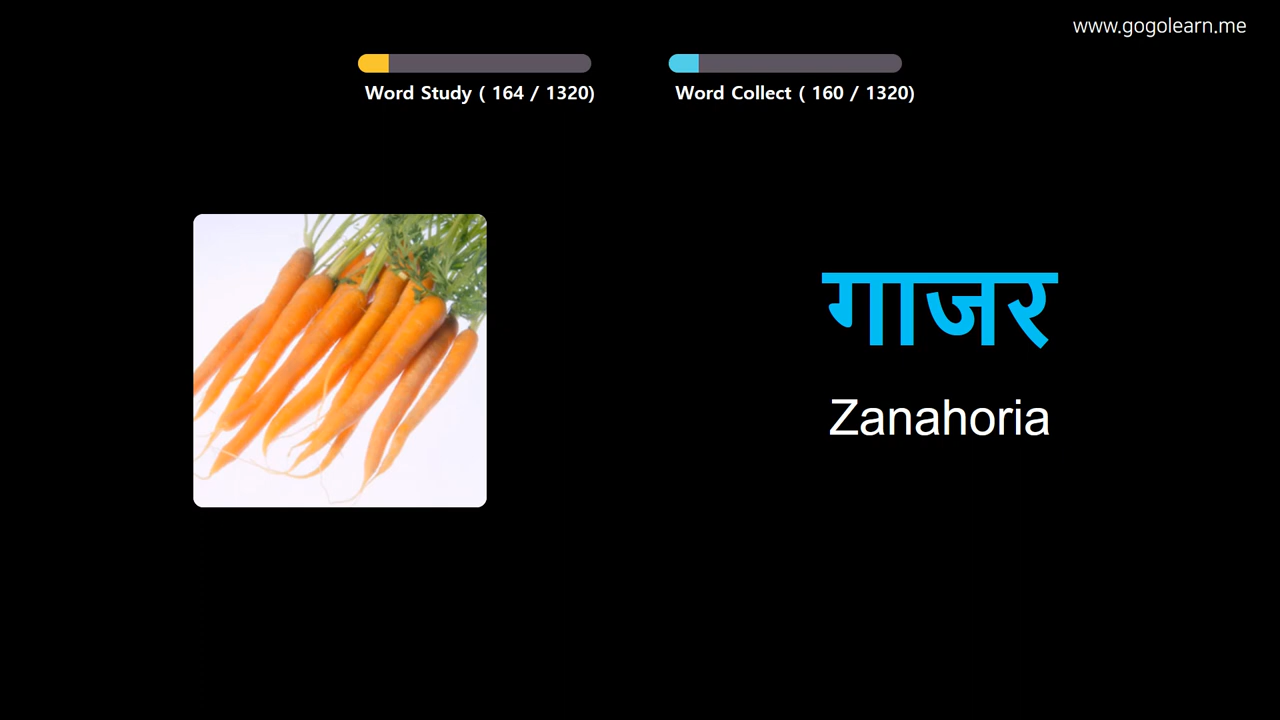 www.gogolearn.me
Word Study ( 164 / 1320)
Word Collect ( 160 / 1320)
गाजर
Zanahoria